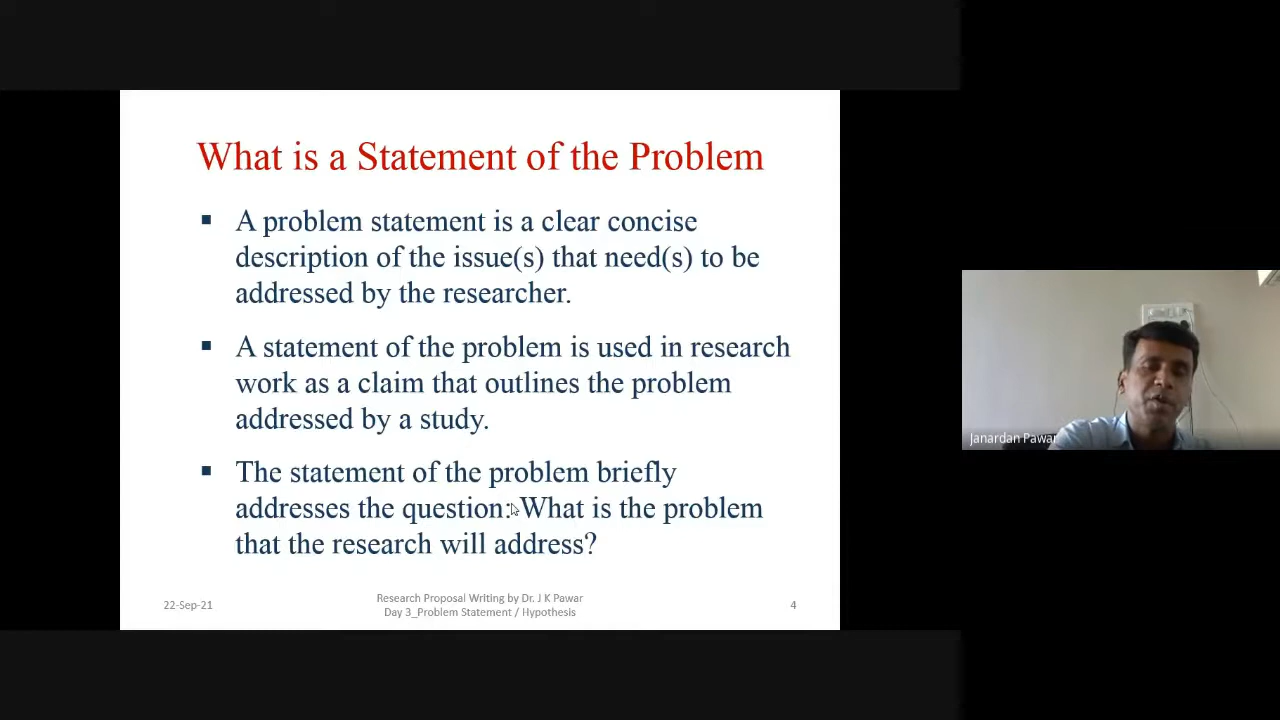 What is a Statement of the Problem
▪ A problem statement is a clear concise
description of the issue(s) that need(s) to be
addressed by the researcher.
▪ A statement of the problem is used in research
work as a claim that outlines the problem
addressed by a study.
▪ The statement of the problem briefly
addresses the question: What is the problem
that the research will address?
22-Sep-21
Research Proposal Writing by Dr. J K Pawar
Day 3_Problem Statement / Hypothesis
4
Janardan Pawar